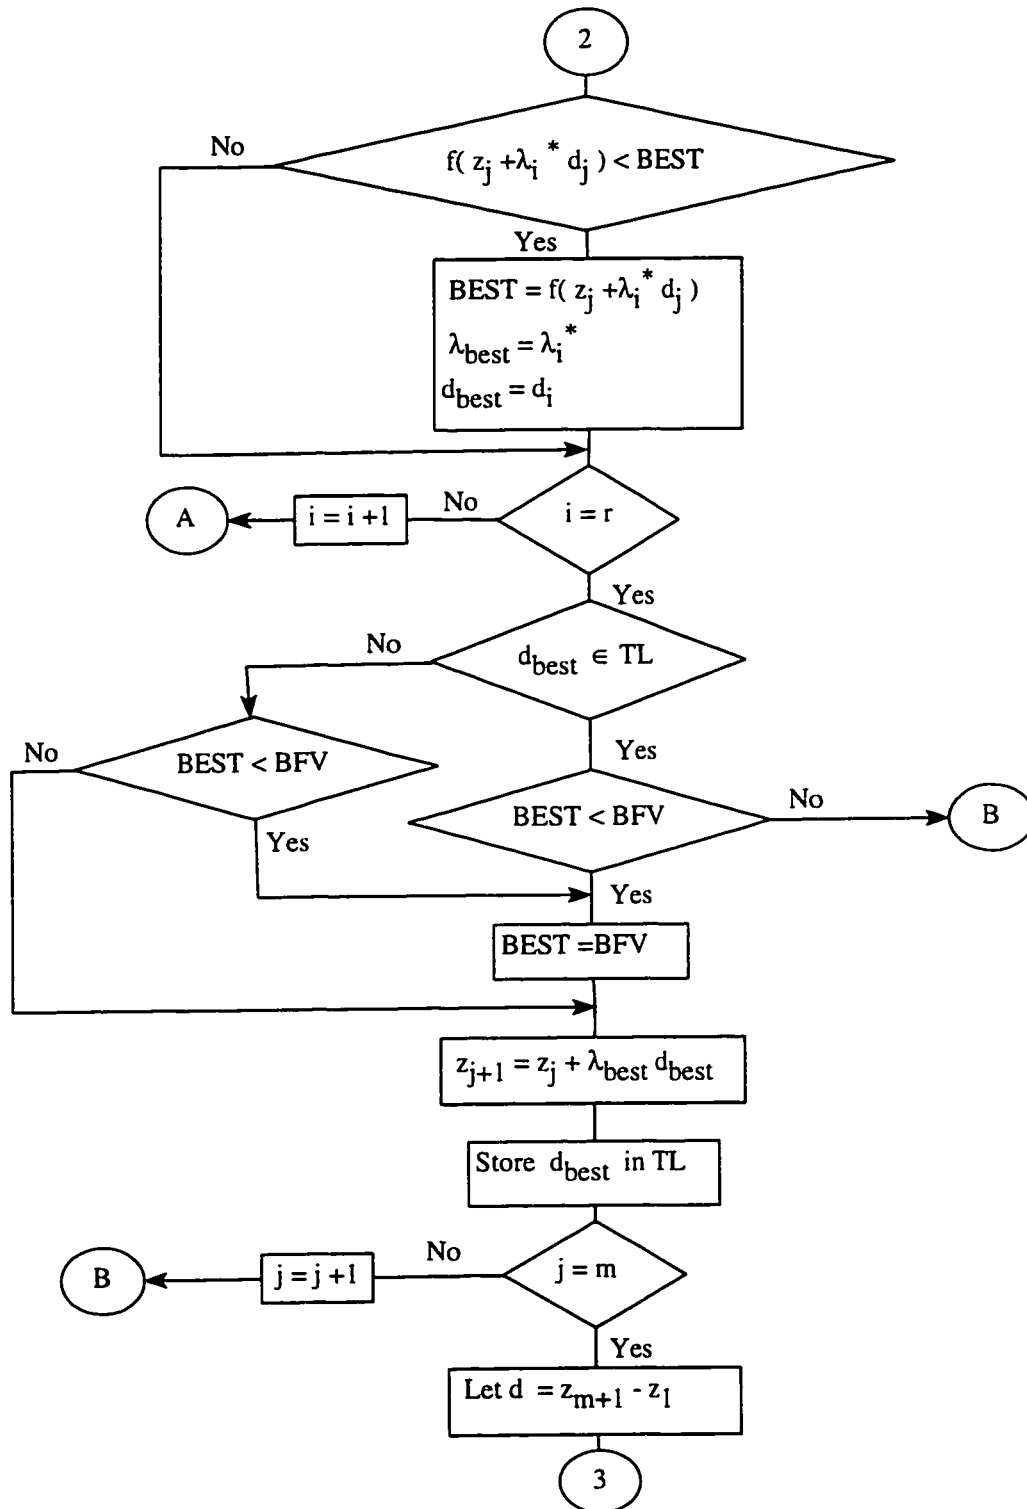 2
No
f( z_j +λ_i * d_j ) < BEST
Yes
BEST = f( z_j +λ_i * d_j )
λ_best = λ_i *
d_best = d_i
A
i = i +1
No
i = r
Yes
No
d_best ∈ TL
No
BEST < BFV
Yes
BEST < BFV
No
B
Yes
Yes
BEST =BFV
z_j+1 = z_j + λ_best d_best
Store d_best in TL
B
j = j +1
No
j = m
Yes
Let d = z_m+1 - z_1
3